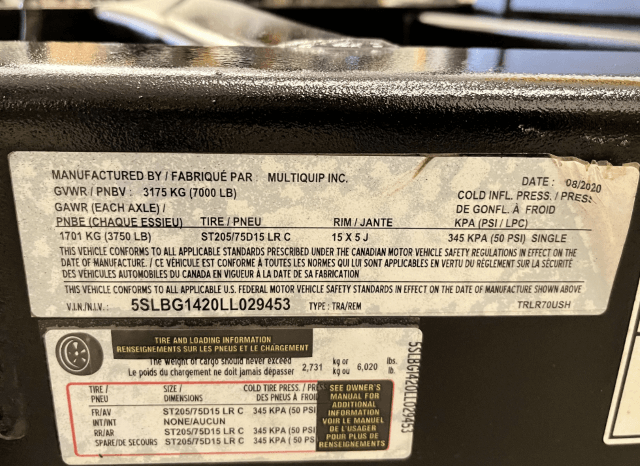 MANUFACTURED BY / FABRIQUÉ PAR : MULTIQUIP INC.
DATE : 08/2020
GVWR / PNBV : 3175 KG (7000 LB)
COLD INFL. PRESS / PRESS
GAWR (EACH AXLE) /
DE GONFL. À FROID
PNBE (CHAQUE ESSIEU) TIRE / PNEU RIM / JANTE KPA (PSI / LPC)
1701 KG (3750 LB) ST205/75D15 LR C 15 X 5 J 345 KPA (50 PSI) SINGLE
THIS VEHICLE CONFORMS TO ALL APPLICABLE STANDARDS PRESCRIBED UNDER THE CANADIAN MOTOR VEHICLE SAFETY REGULATIONS IN EFFECT ON THE
DATE OF MANUFACTURE. / CE VÉHICULE EST CONFORME À TOUTES LES NORMES QUI LUI SONT APPLICABLES EN VERTU DU RÈGLEMENT SUR LA SÉCURITÉ
DES VÉHICULES AUTOMOBILES DU CANADA EN VIGUEUR À LA DATE DE SA FABRICATION.
THIS VEHICLE CONFORMS TO ALL APPLICABLE U.S. FEDERAL MOTOR VEHICLE SAFETY STANDARDS IN EFFECT ON THE DATE OF MANUFACTURE SHOWN ABOVE
V.I.N./N.I.V. : 5SLBG1420LL029453 TYPE : TRA/REM TRLR70USH
TIRE AND LOADING INFORMATION
RENSEIGNEMENTS SUR LES PNEUS ET LE CHARGEMENT
The weight of cargo should never exceed
Le poids du chargement ne doit jamais dépasser 2,731 kg or kg ou 6,020 lbs. lb.
TIRE / PNEU SIZE / DIMENSIONS COLD TIRE PRESS. / PRE DES PNEUS À FROI
FR/AV ST205/75D15 LR C 345 KPA ( 50 PSI
INT/INT NONE/AUCUN
RR/AR ST205/75D15 LR C 345 KPA ( 50 PSI
SPARE/DE SECOURS ST205/75D15 LR C 345 KPA ( 50 PSI
SEE OWNER'S
MANUAL FOR
ADDITIONAL
INFORMATION
VOIR LE MANUEL
DE L'USAGER
POUR PLUS DE
RENSEIGNEMENTS
5SLBG1420LL029453